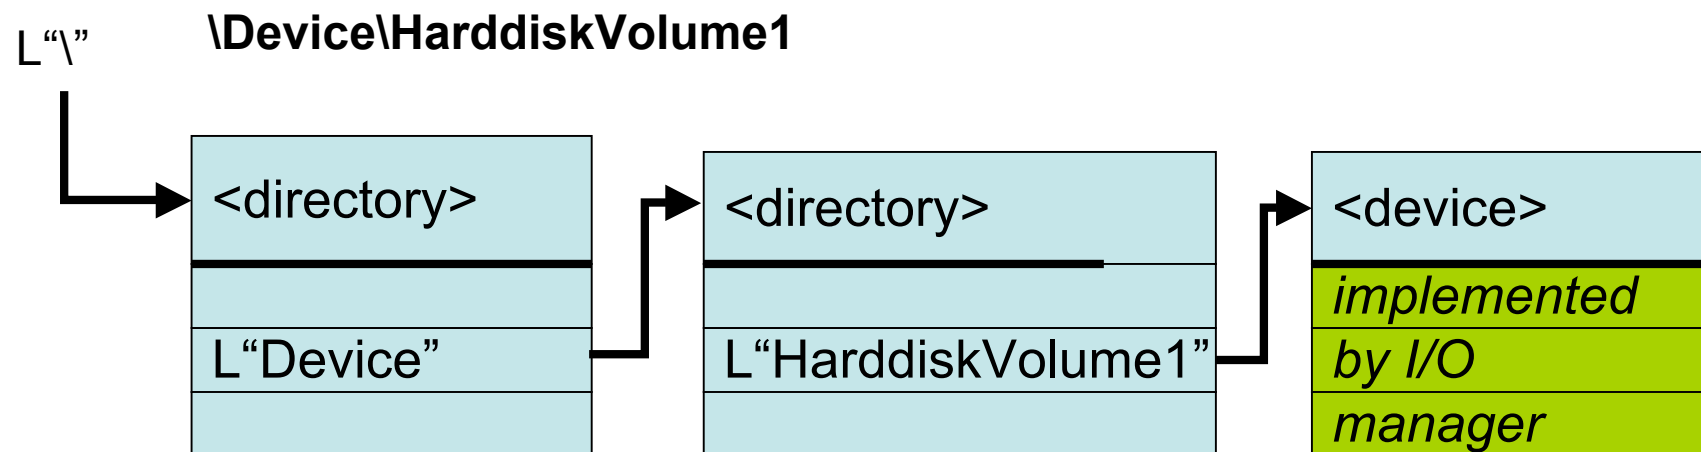 L“\”
\Device\HarddiskVolume1
<directory>
L“Device”
<directory>
L“HarddiskVolume1”
<device>
implemented
by I/O
manager